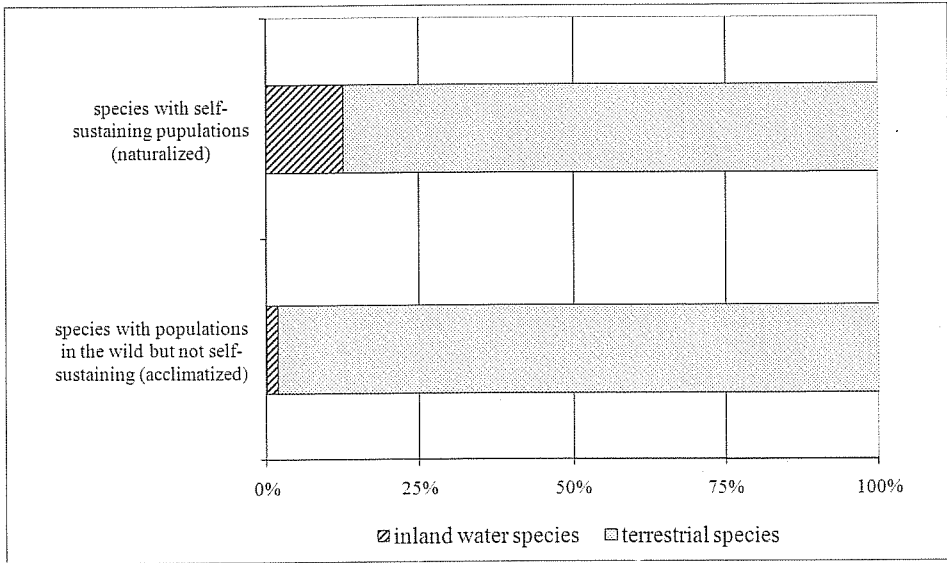 species with self-
sustaining pupulations
(naturalized)
species with populations
in the wild but not self-
sustaining (acclimatized)
0% 25% 50% 75% 100%
inland water species terrestrial species